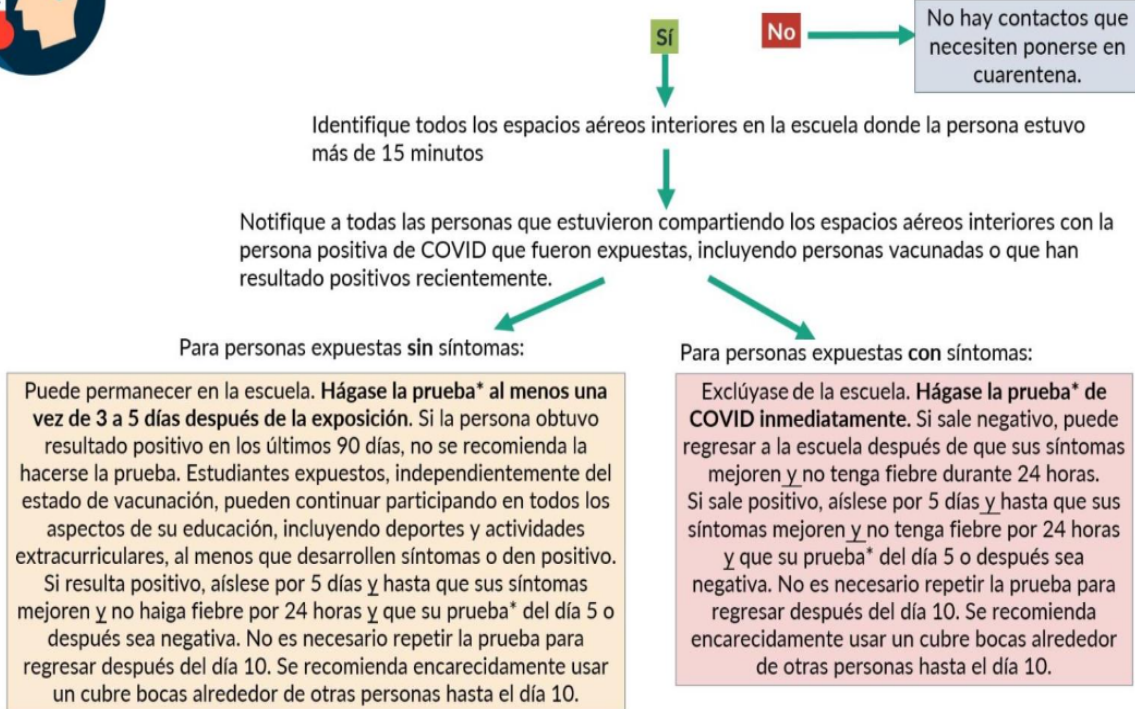 Sí
No
No hay contactos que
necesiten ponerse en
cuarentena.
Identifique todos los espacios aéreos interiores en la escuela donde la persona estuvo
más de 15 minutos
Notifique a todas las personas que estuvieron compartiendo los espacios aéreos interiores con la
persona positiva de COVID que fueron expuestas, incluyendo personas vacunadas o que han
resultado positivos recientemente.
Para personas expuestas sin síntomas:
Puede permanecer en la escuela. Hágase la prueba* al menos una
vez de 3 a 5 días después de la exposición. Si la persona obtuvo
resultado positivo en los últimos 90 días, no se recomienda la
hacerse la prueba. Estudiantes expuestos, independientemente del
estado de vacunación, pueden continuar participando en todos los
aspectos de su educación, incluyendo deportes y actividades
extracurriculares, al menos que desarrollen síntomas o den positivo.
Si resulta positivo, aíslese por 5 días y hasta que sus síntomas
mejoren y no haiga fiebre por 24 horas y que su prueba* del día 5 o
después sea negativa. No es necesario repetir la prueba para
regresar después del día 10. Se recomienda encarecidamente usar
un cubre bocas alrededor de otras personas hasta el día 10.
Para personas expuestas con síntomas:
Exclúyase de la escuela. Hágase la prueba* de
COVID inmediatamente. Si sale negativo, puede
regresar a la escuela después de que sus síntomas
mejoren y no tenga fiebre durante 24 horas.
Si sale positivo, aíslese por 5 días y hasta que sus
síntomas mejoren y no tenga fiebre por 24 horas
y que su prueba* del día 5 o después sea
negativa. No es necesario repetir la prueba para
regresar después del día 10. Se recomienda
encarecidamente usar un cubre bocas alrededor
de otras personas hasta el día 10.